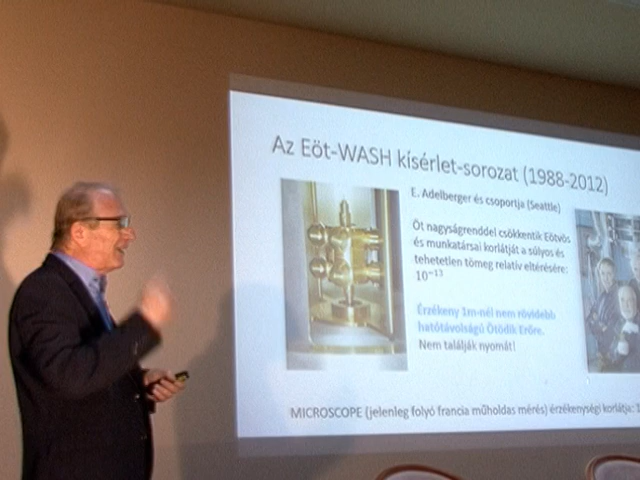 Az Eöt-WASH kísérlet-sorozat (1988-2012)
E. Adelberger és csoportja (Seattle)
Öt nagyságrenddel csökkentik Eötvös
és munkatársai korlátját a súlyos és
tehetetlen tömeg relatív eltérésére:
10⁻¹³
Érzékeny 1m-nél nem rövidebb
hatótávolságú Ötödik Erőre.
Nem találják nyomát!
MICROSCOPE (jelenleg folyó francia műholdas mérés) érzékenységi korlátja: 1